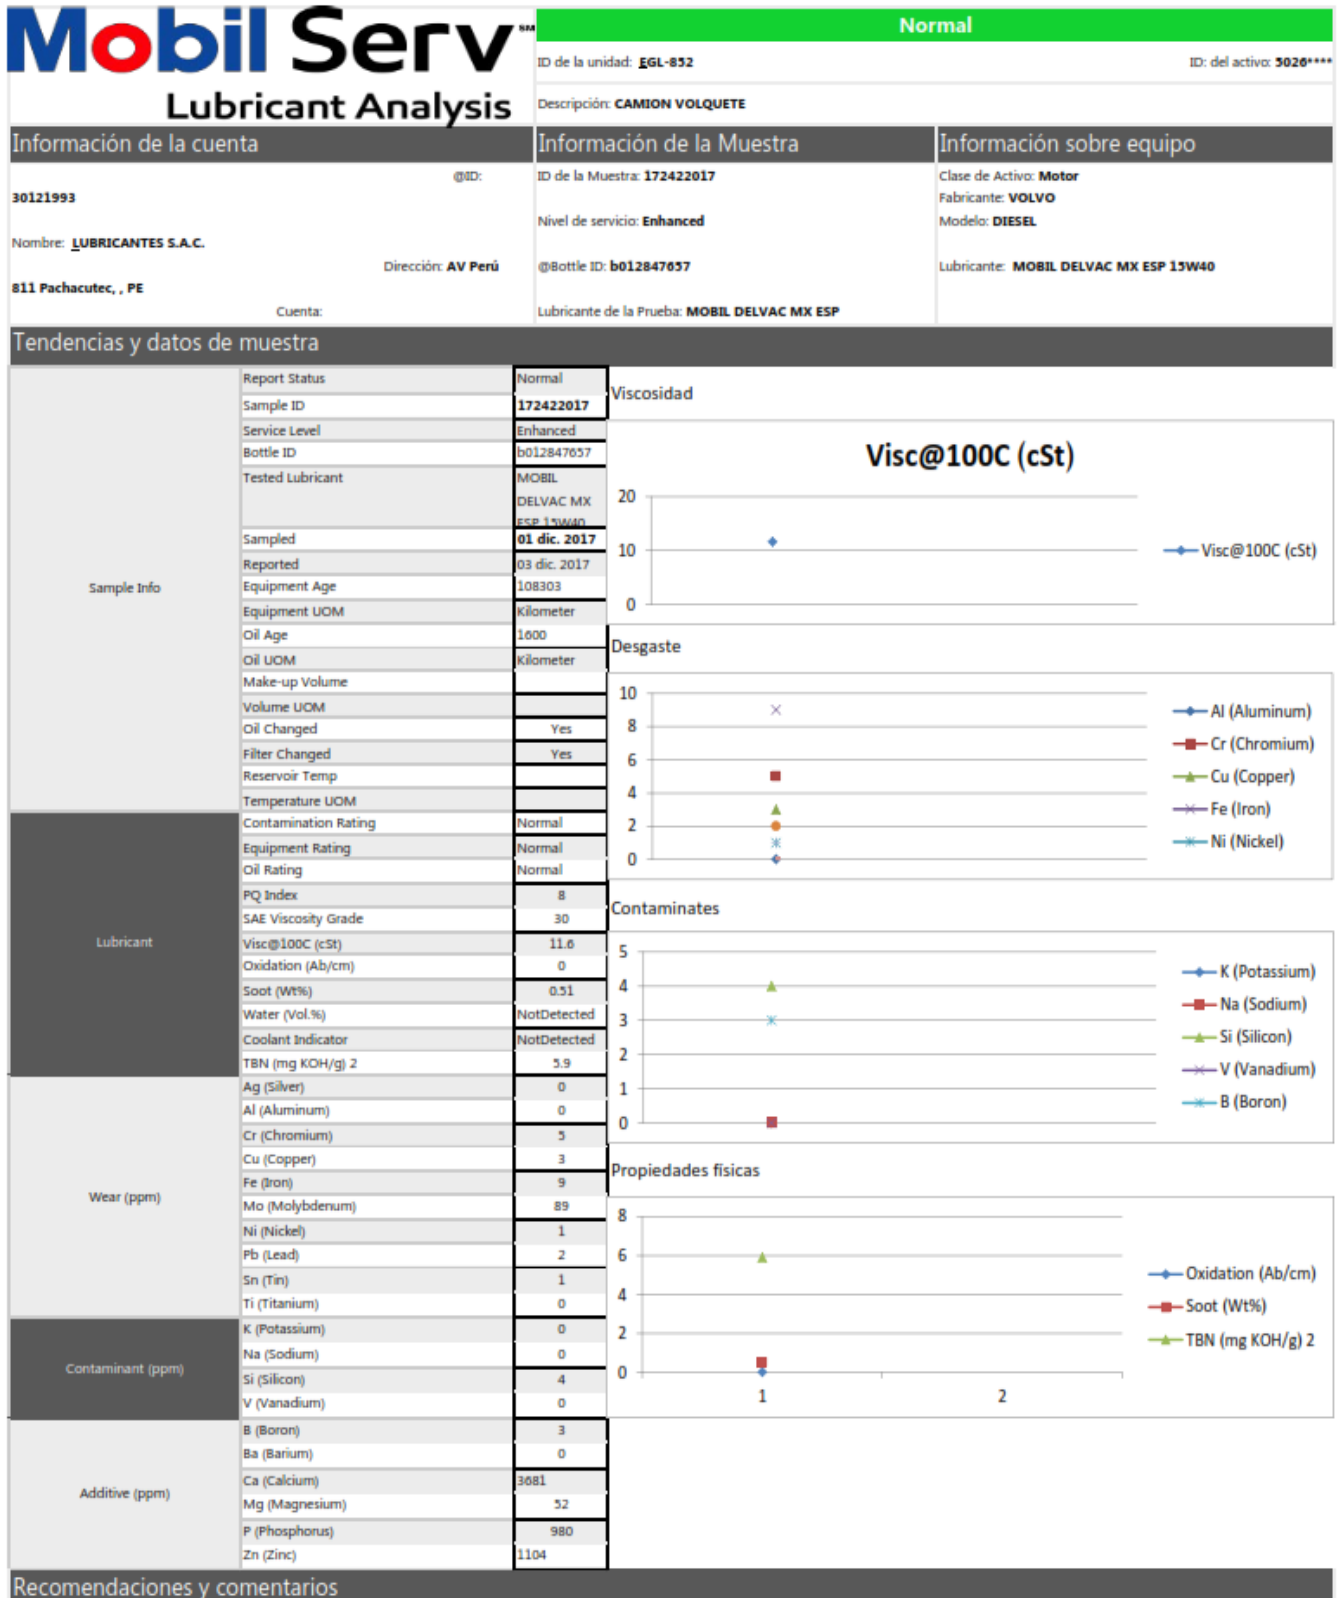 Mobil Serv℠
Lubricant Analysis
Normal
ID de la unidad: EGL-852
ID: del activo: 5026****
Descripción: CAMION VOLQUETE
Información de la cuenta
Información de la Muestra
Información sobre equipo
@ID:
30121993
Nombre: LUBRICANTES S.A.C.
Dirección: AV Perú
811 Pachacutec, , PE
Cuenta:
ID de la Muestra: 172422017
Nivel de servicio: Enhanced
@Bottle ID: b012847657
Lubricante de la Prueba: MOBIL DELVAC MX ESP
Clase de Activo: Motor
Fabricante: VOLVO
Modelo: DIESEL
Lubricante: MOBIL DELVAC MX ESP 15W40
Tendencias y datos de muestra
Sample Info
Report Status Normal
Sample ID 172422017
Service Level Enhanced
Bottle ID b012847657
Tested Lubricant MOBIL
DELVAC MX
ESP 15W40
Sampled 01 dic. 2017
Reported 03 dic. 2017
Equipment Age 108303
Equipment UOM Kilometer
Oil Age 1600
Oil UOM Kilometer
Make-up Volume
Volume UOM
Oil Changed Yes
Filter Changed Yes
Reservoir Temp
Temperature UOM
Lubricant
Contamination Rating Normal
Equipment Rating Normal
Oil Rating Normal
PQ Index 8
SAE Viscosity Grade 30
Visc@100C (cSt) 11.6
Oxidation (Ab/cm) 0
Soot (Wt%) 0.51
Water (Vol.%) NotDetected
Coolant Indicator NotDetected
TBN (mg KOH/g) 2 5.9
Wear (ppm)
Ag (Silver) 0
Al (Aluminum) 0
Cr (Chromium) 5
Cu (Copper) 3
Fe (Iron) 9
Mo (Molybdenum) 89
Ni (Nickel) 1
Pb (Lead) 2
Sn (Tin) 1
Ti (Titanium) 0
Contaminant (ppm)
K (Potassium) 0
Na (Sodium) 0
Si (Silicon) 4
V (Vanadium) 0
Additive (ppm)
B (Boron) 3
Ba (Barium) 0
Ca (Calcium) 3681
Mg (Magnesium) 52
P (Phosphorus) 980
Zn (Zinc) 1104
Viscosidad
Visc@100C (cSt)
20
10
0
Visc@100C (cSt)
Desgaste
10
8
6
4
2
0
Al (Aluminum)
Cr (Chromium)
Cu (Copper)
Fe (Iron)
Ni (Nickel)
Contaminates
5
4
3
2
1
0
K (Potassium)
Na (Sodium)
Si (Silicon)
V (Vanadium)
B (Boron)
Propiedades físicas
8
6
4
2
0
1 2
Oxidation (Ab/cm)
Soot (Wt%)
TBN (mg KOH/g) 2
Recomendaciones y comentarios